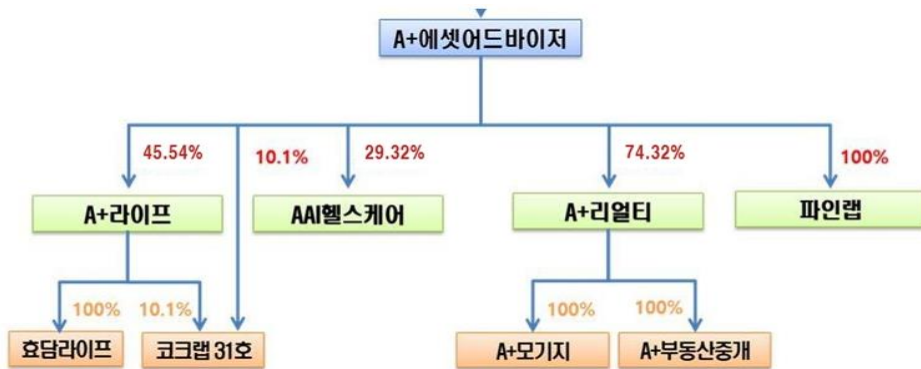 A+에셋어드바이저
45.54%
10.1%
29.32%
74.32%
100%
A+라이프
AAI헬스케어
A+리얼티
파인랩
100%
10.1%
100%
100%
효담라이프
코크랩 31호
A+모기지
A+부동산중개